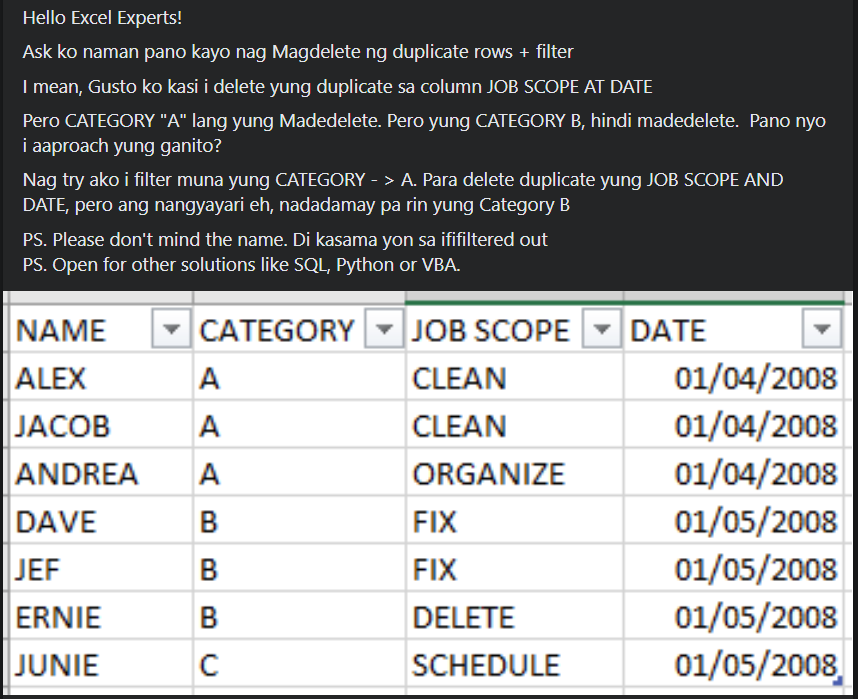 Hello Excel Experts!
Ask ko naman pano kayo nag Magdelete ng duplicate rows + filter
I mean, Gusto ko kasi i delete yung duplicate sa column JOB SCOPE AT DATE
Pero CATEGORY "A" lang yung Madedelete. Pero yung CATEGORY B, hindi madedelete.  Pano nyo
i aaproach yung ganito?
Nag try ako i filter muna yung CATEGORY - > A. Para delete duplicate yung JOB SCOPE AND
DATE, pero ang nangyayari eh, nadadamay pa rin yung Category B
PS. Please don't mind the name. Di kasama yon sa ififiltered out
PS. Open for other solutions like SQL, Python or VBA.
NAME CATEGORY JOB SCOPE DATE
ALEX A CLEAN 01/04/2008
JACOB A CLEAN 01/04/2008
ANDREA A ORGANIZE 01/04/2008
DAVE B FIX 01/05/2008
JEF B FIX 01/05/2008
ERNIE B DELETE 01/05/2008
JUNIE C SCHEDULE 01/05/2008